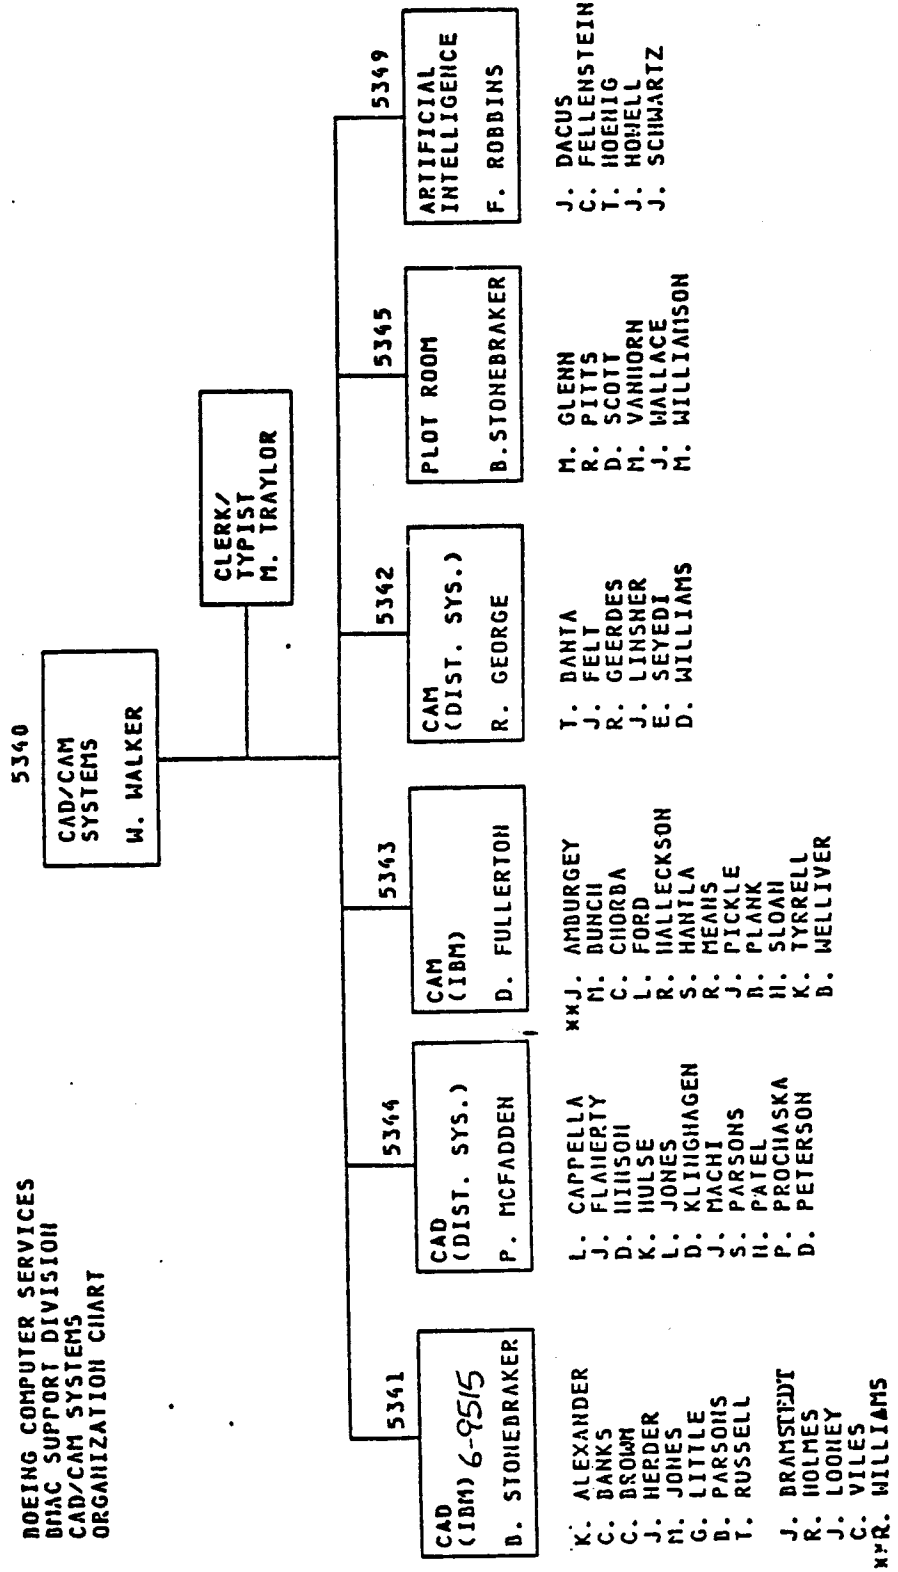 BOEING COMPUTER SERVICES
BMAC SUPPORT DIVISION
CAD/CAM SYSTEMS
ORGANIZATION CHART
5340
CAD/CAM
SYSTEMS
W. WALKER
CLERK/
TYPIST
M. TRAYLOR
5341
CAD
(IBM) 6-9515
B. STONEBRAKER
K. ALEXANDER
C. BANKS
C. BROWN
J. HERDER
M. JONES
G. LITTLE
B. PARSONS
T. RUSSELL
J. BRAMSTEDT
R. HOLMES
J. LOONEY
C. VILES
**R. WILLIAMS
5344
CAD
(DIST. SYS.)
P. MCFADDEN
L. CAPPELLA
J. FLAHERTY
D. HINSON
K. HULSE
L. JONES
D. KLINGHAGEN
J. MACHI
S. PARSONS
H. PATEL
P. PROCHASKA
D. PETERSON
5343
CAM
(IBM)
D. FULLERTON
**J. AMBURGEY
M. BUNCH
C. CHORBA
L. FORD
R. HALLECKSON
S. HANTLA
R. MEANS
J. PICKLE
B. PLANK
H. SLOAN
K. TYRRELL
B. WELLIVER
5342
CAM
(DIST. SYS.)
R. GEORGE
T. BANTA
J. FELT
R. GEERDES
J. LINSNER
E. SEYEDI
D. WILLIAMS
5345
PLOT ROOM
B. STONEBRAKER
M. GLENN
R. PITTS
D. SCOTT
M. VANHORN
J. WALLACE
M. WILLIAMSON
5349
ARTIFICIAL
INTELLIGENCE
F. ROBBINS
J. DACUS
C. FELLENSTEIN
T. HOENIG
J. HOWELL
J. SCHWARTZ